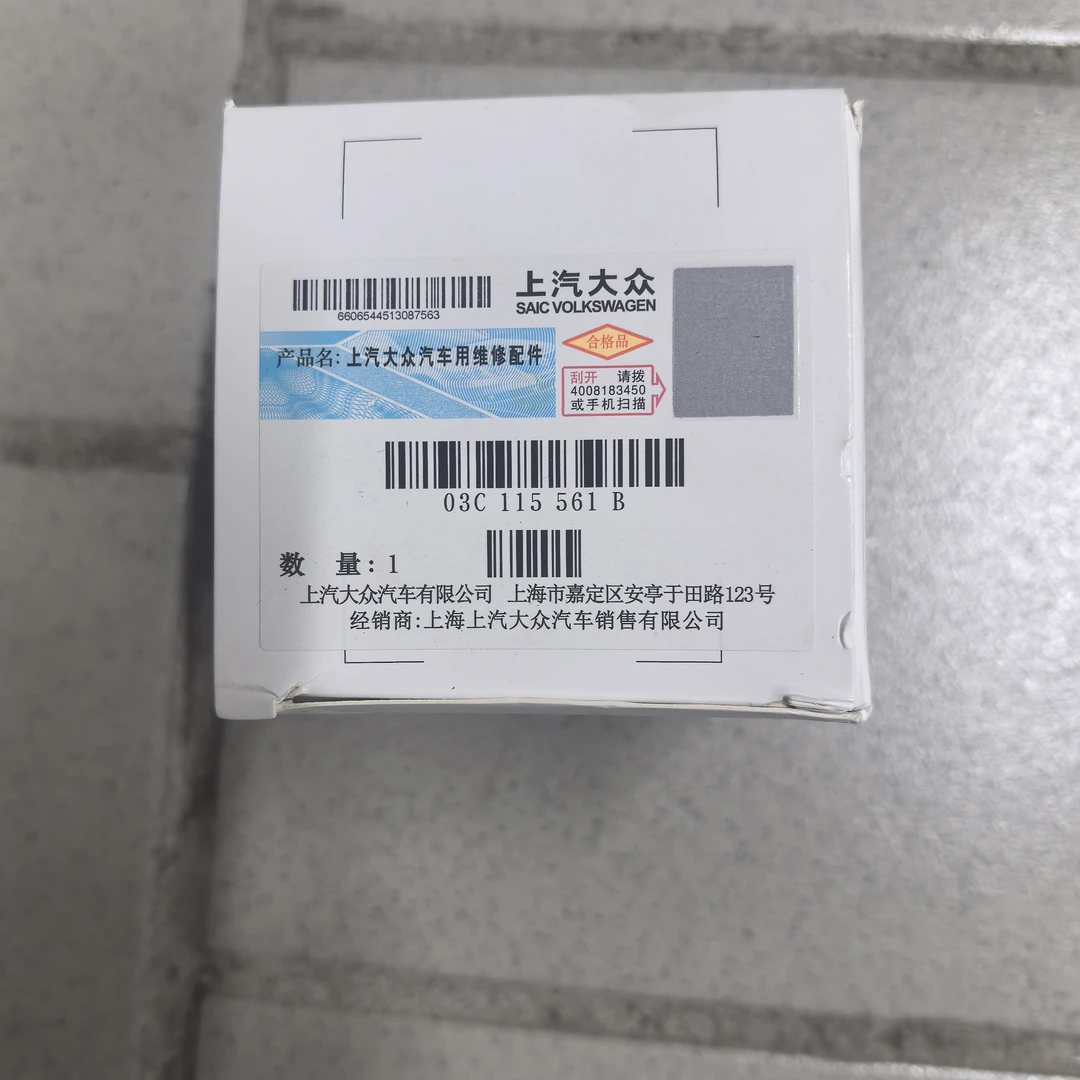 上汽大众
SAIC VOLKSWAGEN
6606544513087563
产品名: 上汽大众汽车用维修配件
合格品
刮开 请拨
4008183450
或手机扫描
03C 115 561 B
数 量: 1
上汽大众汽车有限公司 上海市嘉定区安亭于田路123号
经销商:上海上汽大众汽车销售有限公司